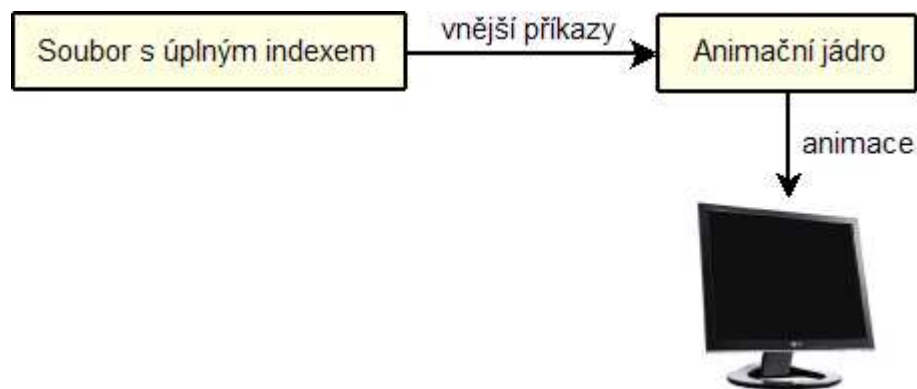 Soubor s úplným indexem
vnější příkazy
Animační jádro
animace